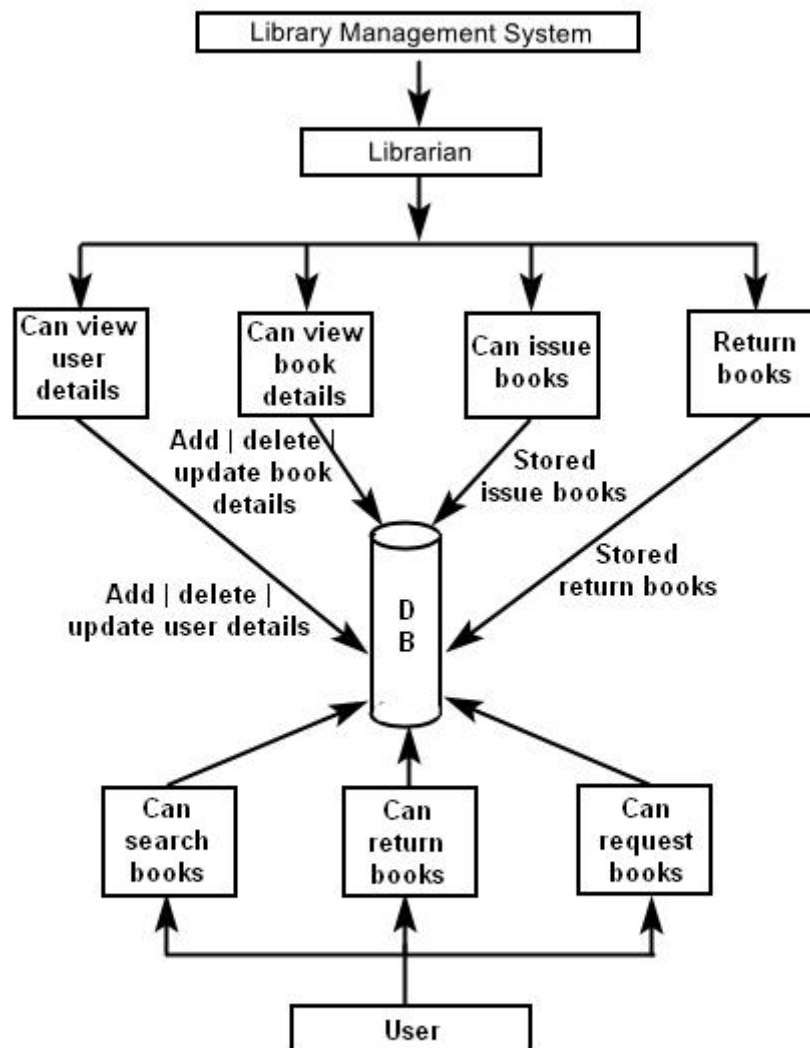 Library Management System
Librarian
Can view
user
details
Can view
book
details
Can issue
books
Return
books
Add | delete |
update book
details
Stored
issue books
Stored
return books
Add | delete |
update user details
D
B
Can
search
books
Can
return
books
Can
request
books
User